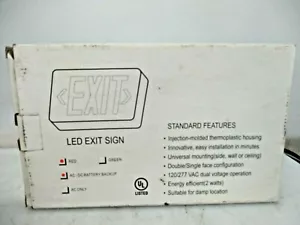 EXIT
LED EXIT SIGN
RED
GREEN
AC-DC/BATTERY BACKUP
AC ONLY
UL
LISTED
STANDARD FEATURES
• Injection-molded thermoplastic housing
• Innovative, easy installation in minutes
• Universal mounting(side, wall or ceiling)
• Double/Single face configuration
• 120/277 VAC dual voltage operation
• Energy efficient(2 watts)
• Suitable for damp location